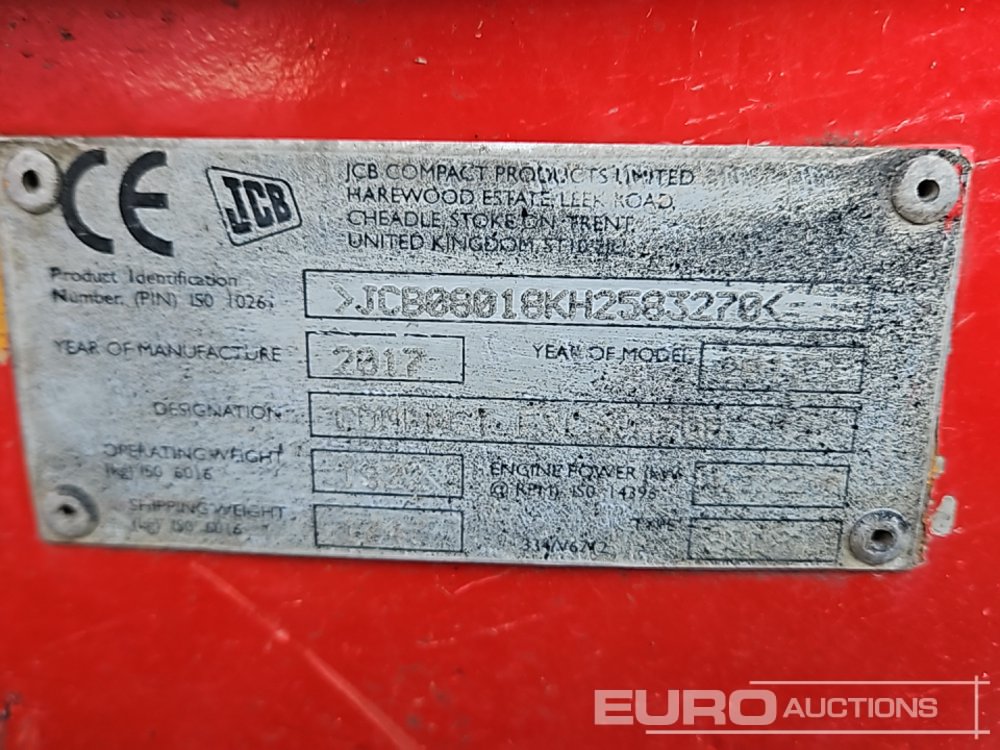 CE
JCB
JCB COMPACT PRODUCTS LIMITED
HAREWOOD ESTATE, LEEK ROAD,
CHEADLE, STOKE ON TRENT,
UNITED KINGDOM,
Product Identification
Number. (PIN) ISO 10261
>JCB08018KH2583270<
YEAR OF MANUFACTURE
2017
YEAR OF MODEL
DESIGNATION
OPERATING WEIGHT
(kg) ISO 6016
ENGINE POWER (kW
@ RPM) ISO 14396
SHIPPING WEIGHT
(kg) ISO 6016
TYPE
EURO AUCTIONS